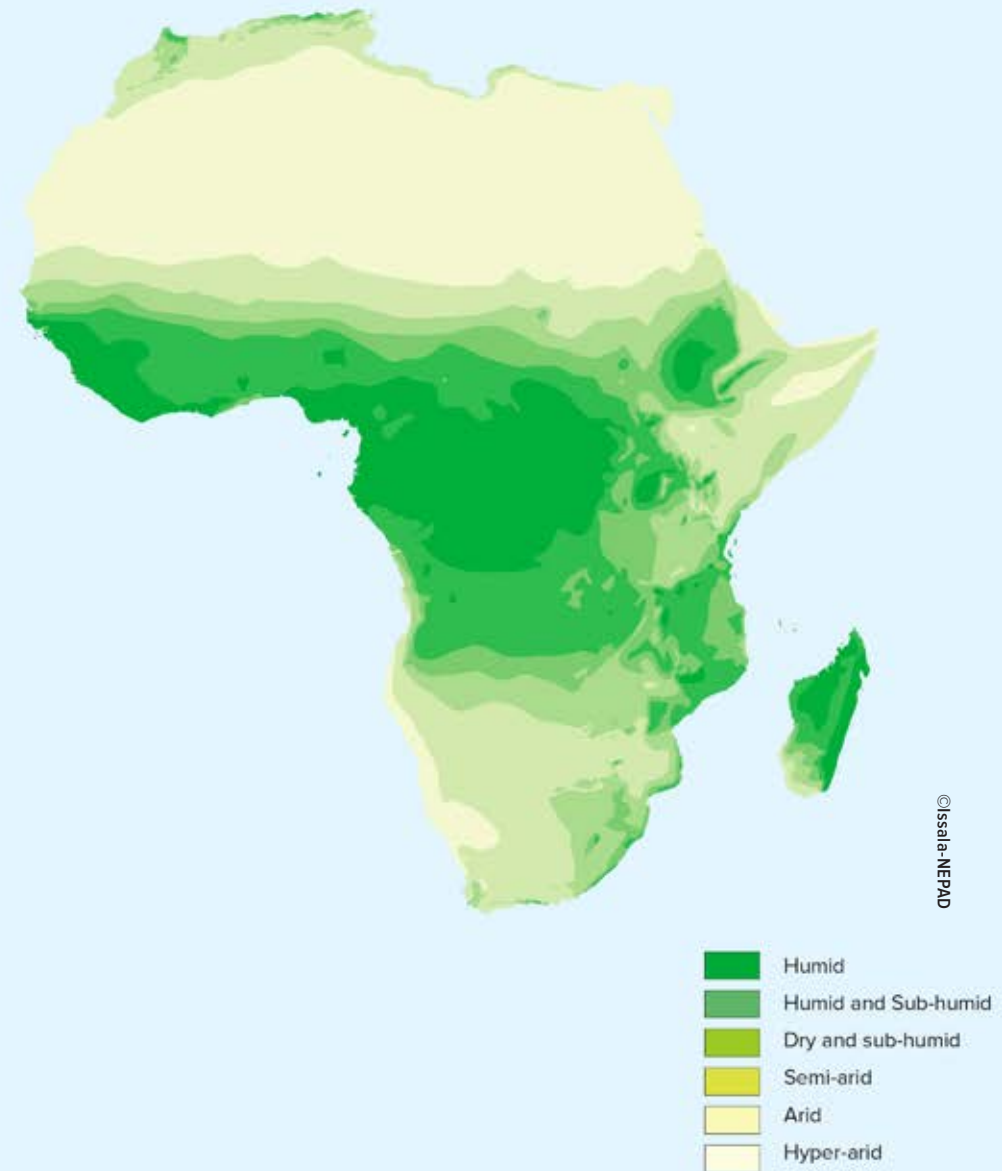 ©Issala-NEPAD
Humid
Humid and Sub-humid
Dry and sub-humid
Semi-arid
Arid
Hyper-arid